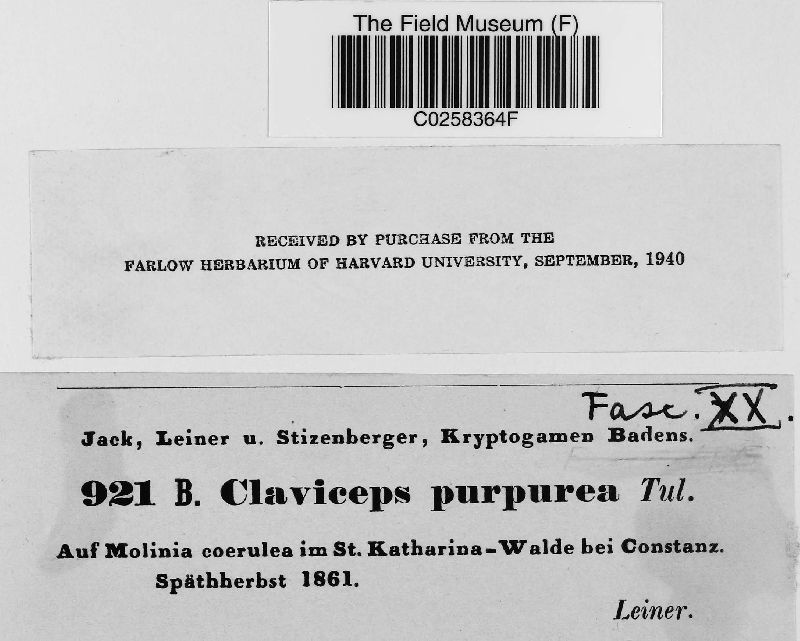 The Field Museum (F)
C0258364F
RECEIVED BY PURCHASE FROM THE
FARLOW HERBARIUM OF HARVARD UNIVERSITY, SEPTEMBER, 1940
Fasc. XX.
Jack, Leiner u. Stizenberger, Kryptogamen Badens.
921 B. Claviceps purpurea Tul.
Auf Molinia coerulea im St. Katharina-Walde bei Constanz.
Späthherbst 1861.
Leiner.